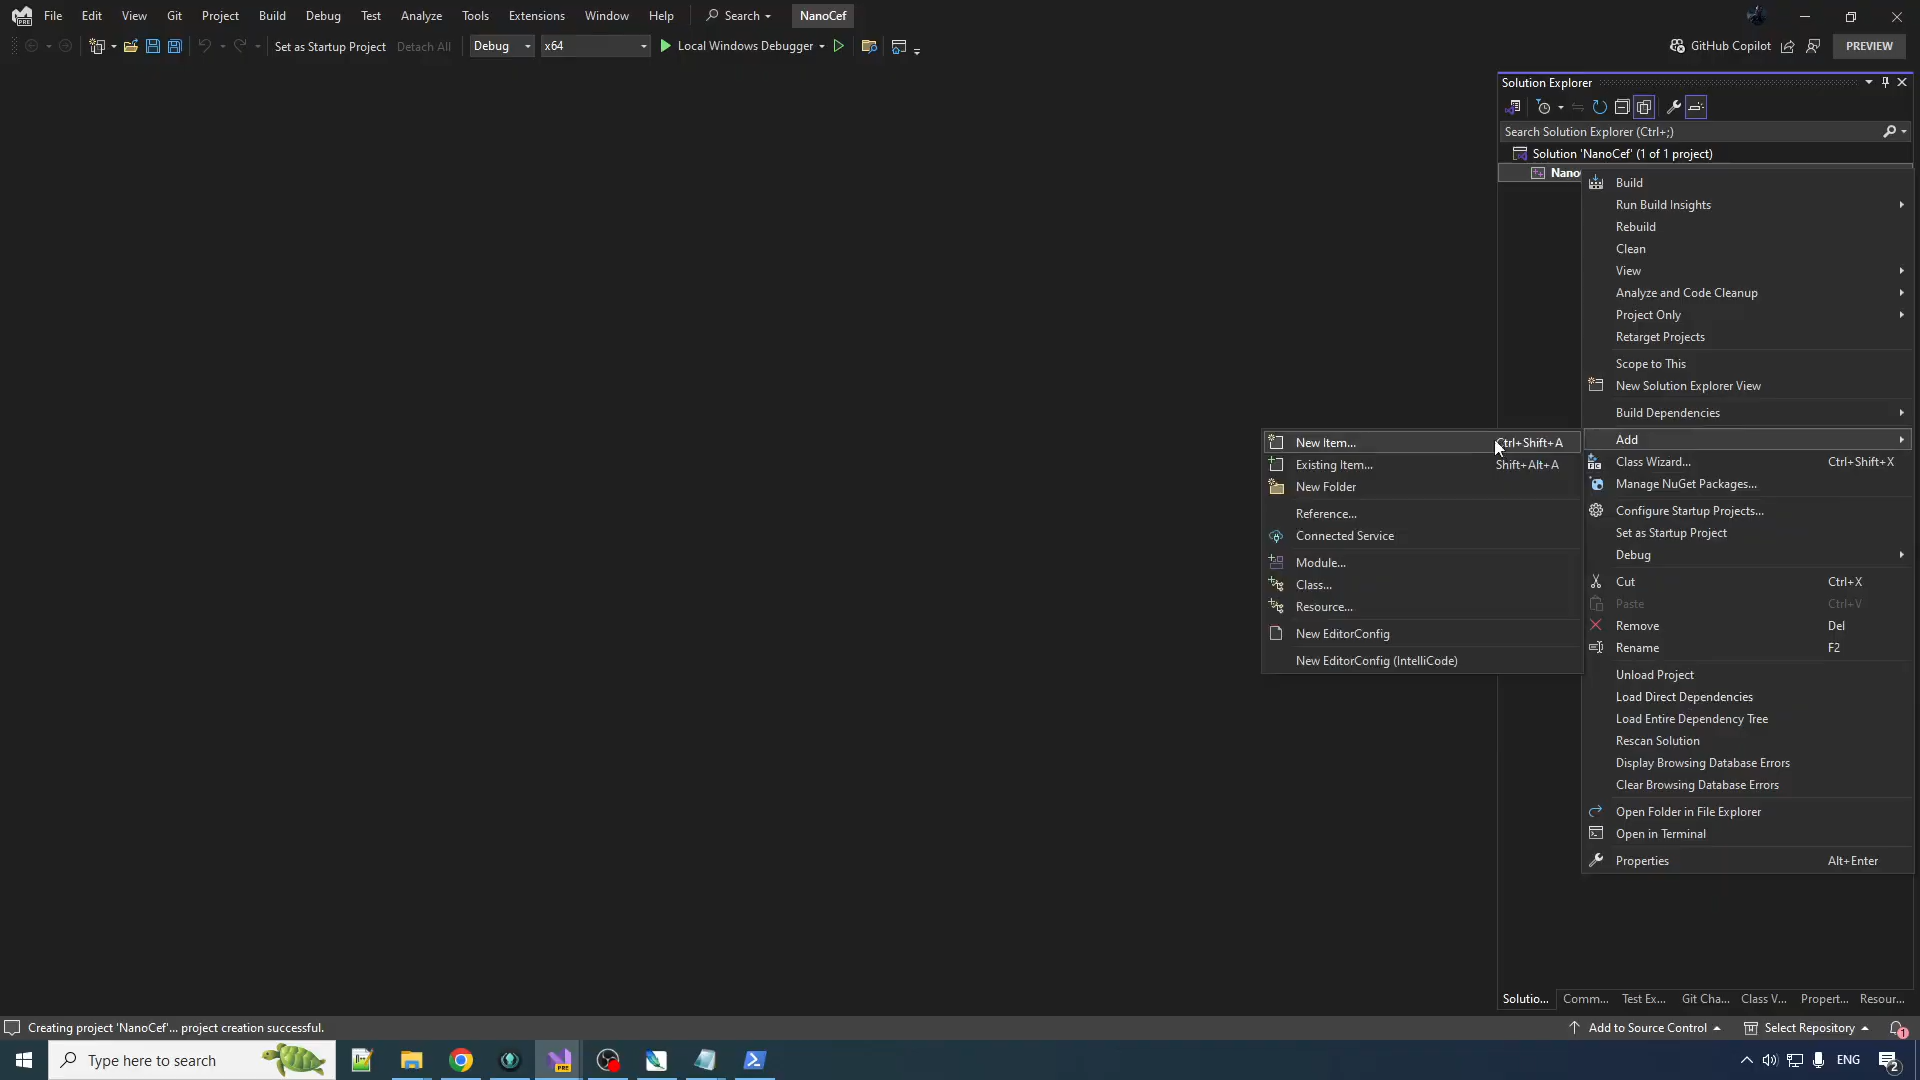 File Edit View Git Project Build Debug Test Analyze Tools Extensions Window Help Search NanoCef
Set as Startup Project Detach All Debug x64 Local Windows Debugger GitHub Copilot PREVIEW
Solution Explorer
Search Solution Explorer (Ctrl+;)
Solution 'NanoCef' (1 of 1 project)
Nano
Build
Run Build Insights
Rebuild
Clean
View
Analyze and Code Cleanup
Project Only
Retarget Projects
Scope to This
New Solution Explorer View
Build Dependencies
Add
Class Wizard... Ctrl+Shift+X
Manage NuGet Packages...
Configure Startup Projects...
Set as Startup Project
Debug
Cut Ctrl+X
Paste Ctrl+V
Remove Del
Rename F2
Unload Project
Load Direct Dependencies
Load Entire Dependency Tree
Rescan Solution
Display Browsing Database Errors
Clear Browsing Database Errors
Open Folder in File Explorer
Open in Terminal
Properties Alt+Enter
New Item... Ctrl+Shift+A
Existing Item... Shift+Alt+A
New Folder
Reference...
Connected Service
Module...
Class...
Resource...
New EditorConfig
New EditorConfig (IntelliCode)
Solutio... Comm... Test Ex... Git Cha... Class V... Propert... Resour...
Creating project 'NanoCef'... project creation successful. Add to Source Control Select Repository 1
Type here to search PRE ENG 2